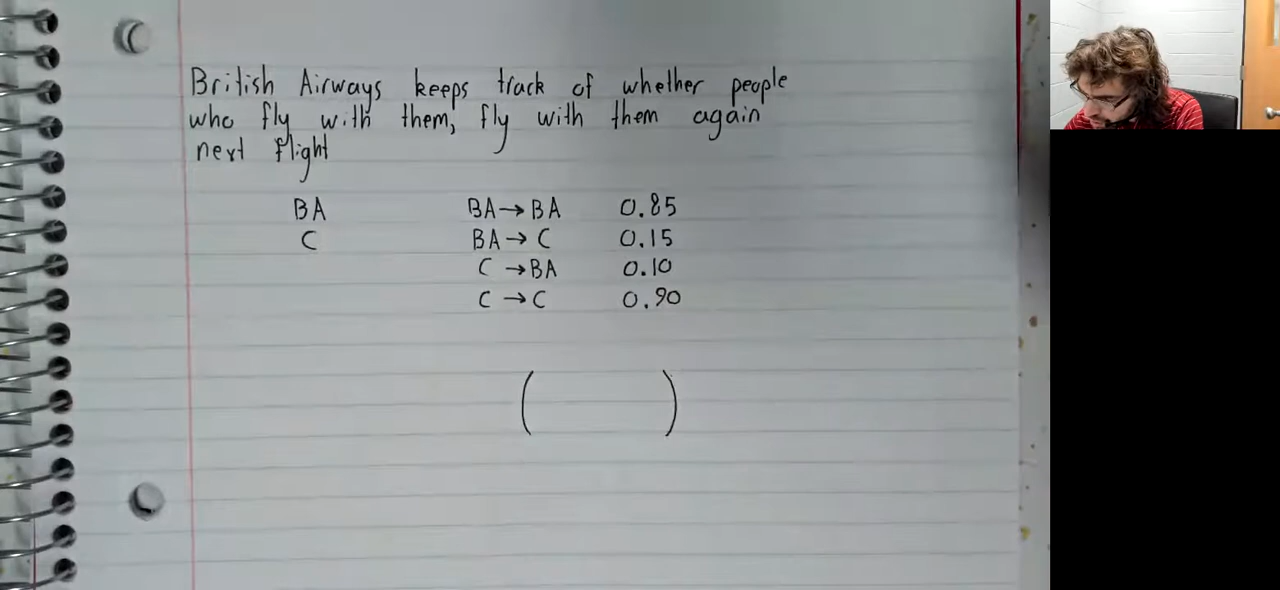 British Airways keeps track of whether people
who fly with them, fly with them again
next flight
BA BA→BA 0.85
C BA→C 0.15
C→BA 0.10
C→C 0.90
( )